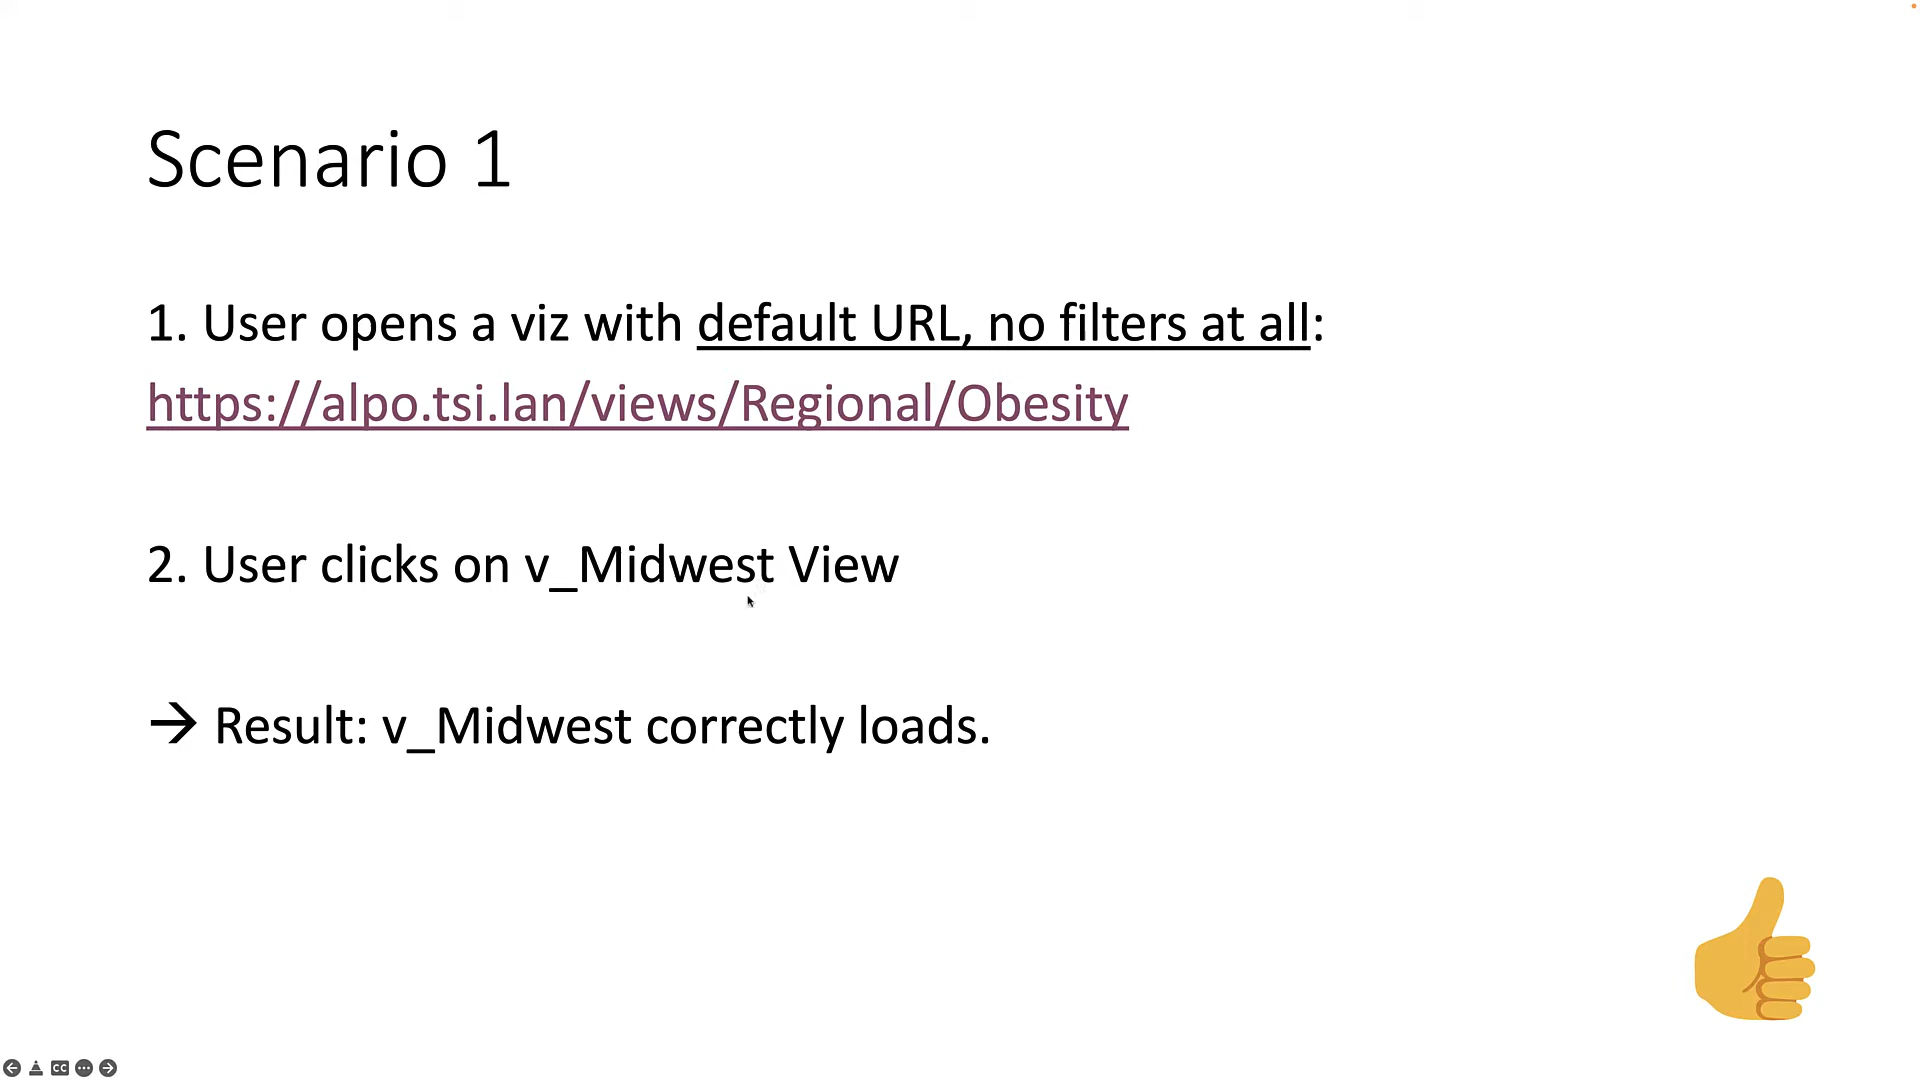 Scenario 1
1. User opens a viz with default URL, no filters at all:
https://alpo.tsi.lan/views/Regional/Obesity
2. User clicks on v_Midwest View
→ Result: v_Midwest correctly loads.
CC